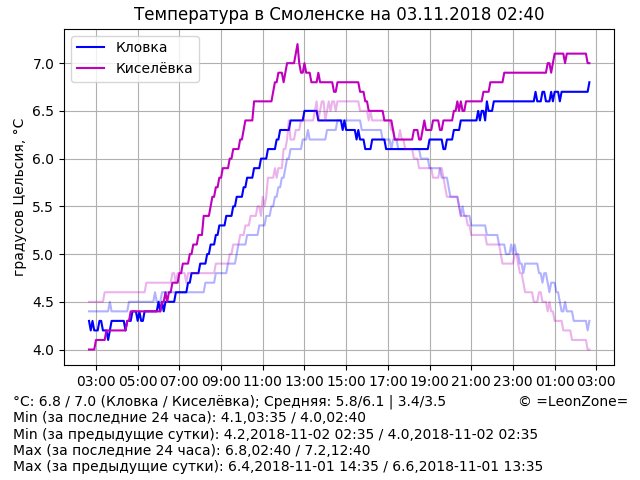 Температура в Смоленске на 03.11.2018 02:40
Кловка
Киселёвка
градусов Цельсия, °C
7.0
6.5
6.0
5.5
5.0
4.5
4.0
03:00 05:00 07:00 09:00 11:00 13:00 15:00 17:00 19:00 21:00 23:00 01:00 03:00
°C: 6.8 / 7.0 (Кловка / Киселёвка); Средняя: 5.8/6.1 | 3.4/3.5 © =LeonZone=
Min (за последние 24 часа): 4.1,03:35 / 4.0,02:40
Min (за предыдущие сутки): 4.2,2018-11-02 02:35 / 4.0,2018-11-02 02:35
Max (за последние 24 часа): 6.8,02:40 / 7.2,12:40
Max (за предыдущие сутки): 6.4,2018-11-01 14:35 / 6.6,2018-11-01 13:35